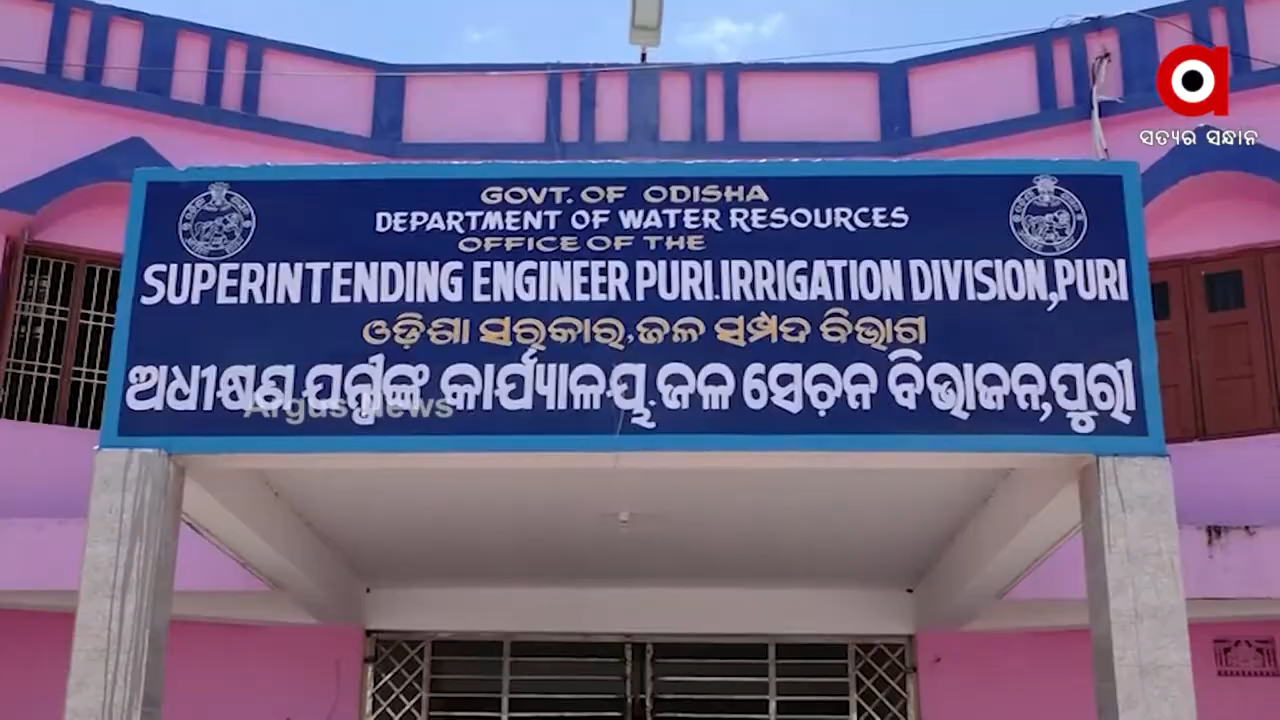 ସତ୍ୟର ସନ୍ଧାନ
GOVT. OF ODISHA
DEPARTMENT OF WATER RESOURCES
OFFICE OF THE
SUPERINTENDING ENGINEER PURI.IRRIGATION DIVISION,PURI
ଓଡ଼ିଶା ସରକାର,ଜଳ ସମ୍ପଦ ବିଭାଗ
ଅଧୀକ୍ଷଣ ଯନ୍ତ୍ରୀଙ୍କ କାର୍ଯ୍ୟାଳୟ.ଜଳ ସେଚନ ବିଭାଜନ,ପୁରୀ
Argus News